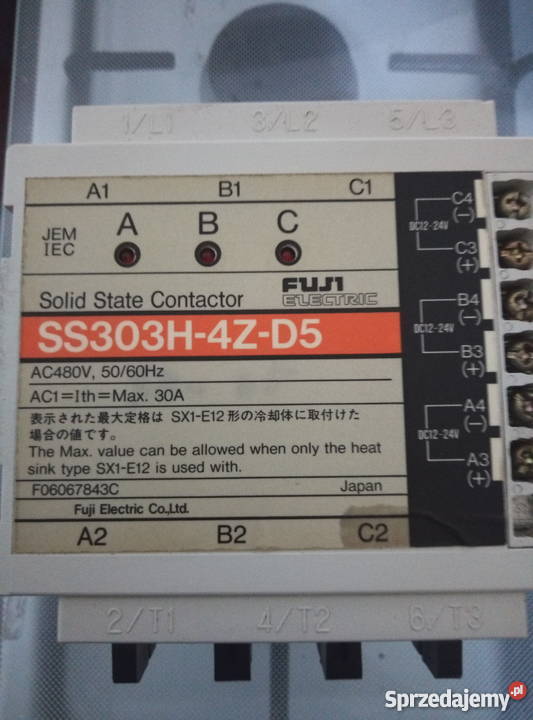 1/L1 3/L2 5/L3
A1 B1 C1
JEM
IEC
A B C
Solid State Contactor
FUJI
ELECTRIC
SS303H-4Z-D5
AC480V, 50/60Hz
AC1=Ith=Max. 30A
表示された最大定格は SX1-E12 形の冷却体に取付けた
場合の値です。
The Max. value can be allowed when only the heat
sink type SX1-E12 is used with.
F06067843C Japan
Fuji Electric Co.,Ltd.
A2 B2 C2
C4
(−)
DC12-24V
C3
(+)
B4
(−)
DC12-24V
B3
(+)
A4
(−)
DC12-24V
A3
(+)
2/T1 4/T2 6/T3
Sprzedajemy.pl